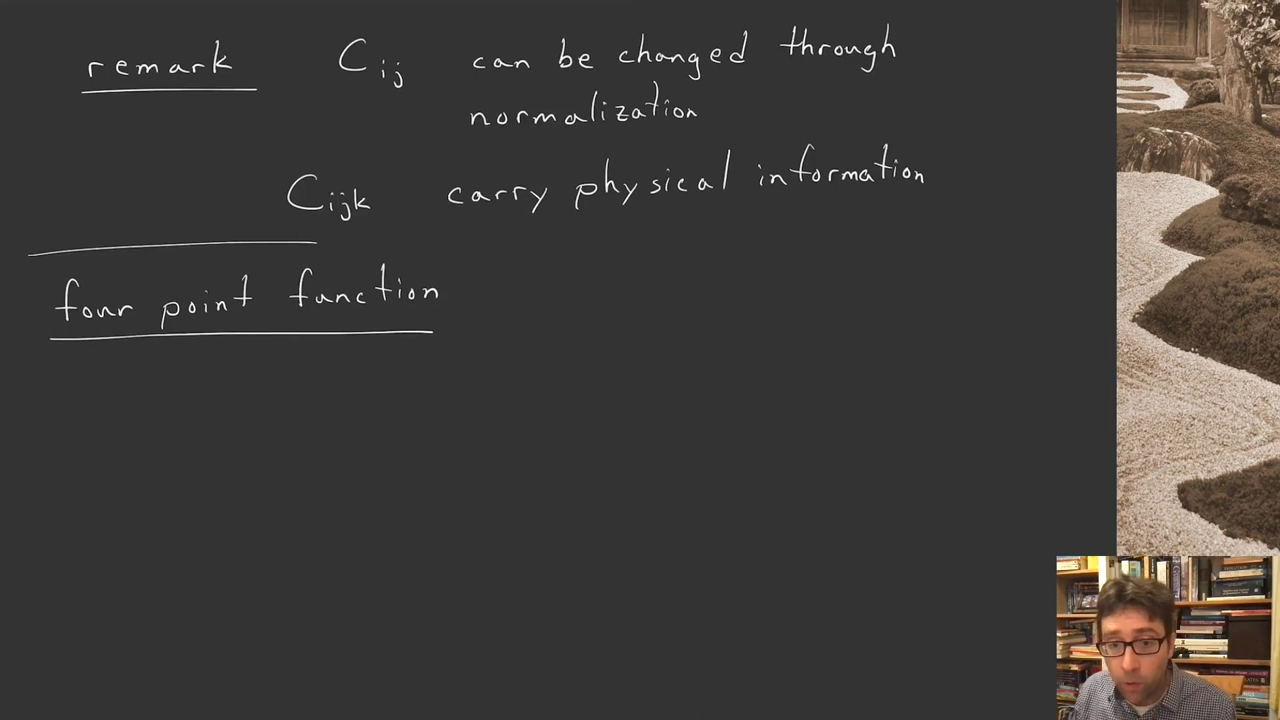 remark C_ij can be changed through
normalization
C_ijk carry physical information
four point function